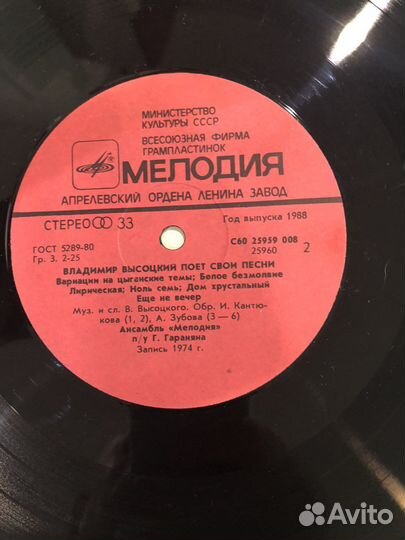 МИНИСТЕРСТВО
КУЛЬТУРЫ СССР
ВСЕСОЮЗНАЯ ФИРМА
ГРАМПЛАСТИНОК
МЕЛОДИЯ
АПРЕЛЕВСКИЙ ОРДЕНА ЛЕНИНА ЗАВОД
СТЕРЕО 33
Год выпуска 1988
ГОСТ 5289-80
Гр. 3. 2-25
С60 25959 008
25960
2
ВЛАДИМИР ВЫСОЦКИЙ ПОЕТ СВОИ ПЕСНИ
Вариации на цыганские темы; Белое безмолвие
Лирическая; Ноль семь; Дом хрустальный
Еще не вечер
Муз. и сл. В. Высоцкого. Обр. И. Кантю-
кова (1, 2), А. Зубова (3 — 6)
Ансамбль «Мелодия»
п/у Г. Гараняна
Запись 1974 г.
Avito